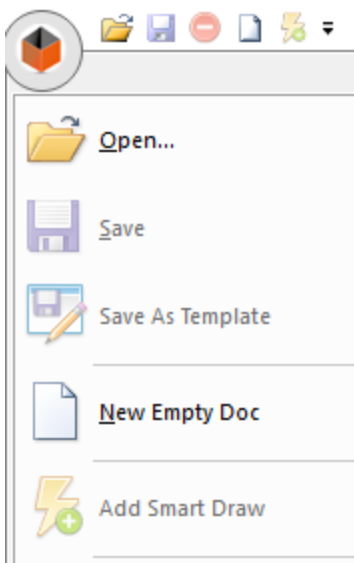 Open...
Save
Save As Template
New Empty Doc
Add Smart Draw